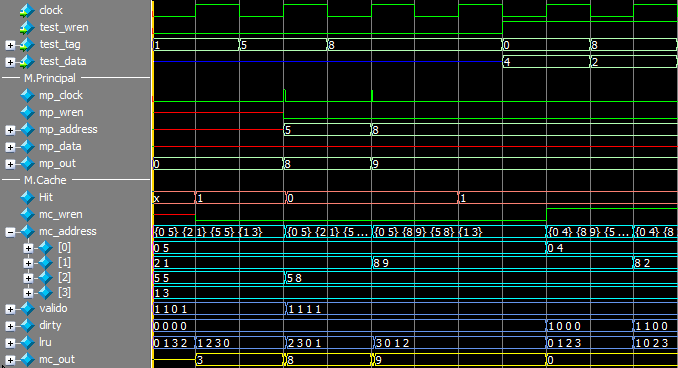 clock
test_wren
test_tag 1 5 8 0 8
test_data 4 2
M.Principal
mp_clock
mp_wren
mp_address 5 8
mp_data
mp_out 0 8 9
M.Cache
Hit x 1 0 1
mc_wren
mc_address {0 5} {2 1} {5 5} {1 3} {0 5} {2 1} {5 ... {0 5} {8 9} {5 8} {1 3} {0 4} {8 9} {5 ... {0 4} {8
[0] 0 5 0 4
[1] 2 1 8 9 8 2
[2] 5 5 5 8
[3] 1 3
valido 1 1 0 1 1 1 1 1
dirty 0 0 0 0 1 0 0 0 1 1 0 0
lru 0 1 3 2 1 2 3 0 2 3 0 1 3 0 1 2 0 1 2 3 1 0 2 3
mc_out 3 8 9 0